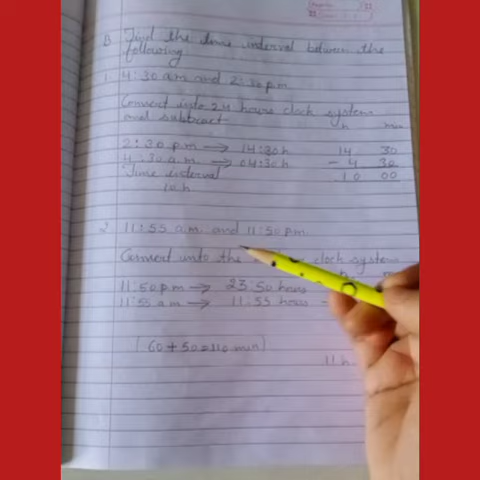 B Find the time interval between the
following
1 4:30 a.m and 2:30 p.m
Convert into 24 hours clock system
and subtract
h min
2:30 p.m → 14:30 h 14 30
4:30 a.m. → 04:30 h - 4 30
Time interval 10 00
10 h
2 11:55 a.m. and 11:50 p.m.
Convert into the clock system
11:50 p.m → 23:50 hours
11:55 a.m → 11:55 hours -
(60 + 50 = 110 min)
11 h